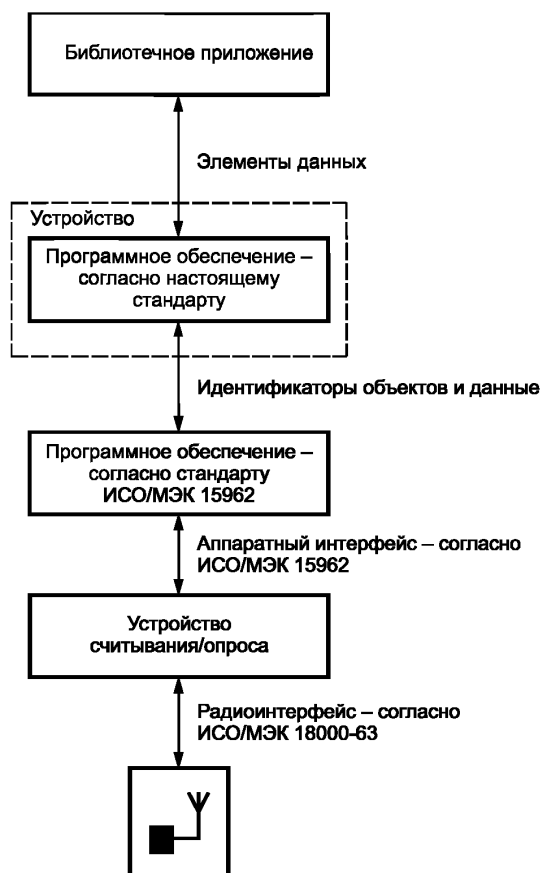 Библиотечное приложение
Элементы данных
Устройство
Программное обеспечение –
согласно настоящему
стандарту
Идентификаторы объектов и данные
Программное обеспечение –
согласно стандарту
ИСО/МЭК 15962
Аппаратный интерфейс – согласно
ИСО/МЭК 15962
Устройство
считывания/опроса
Радиоинтерфейс – согласно
ИСО/МЭК 18000-63